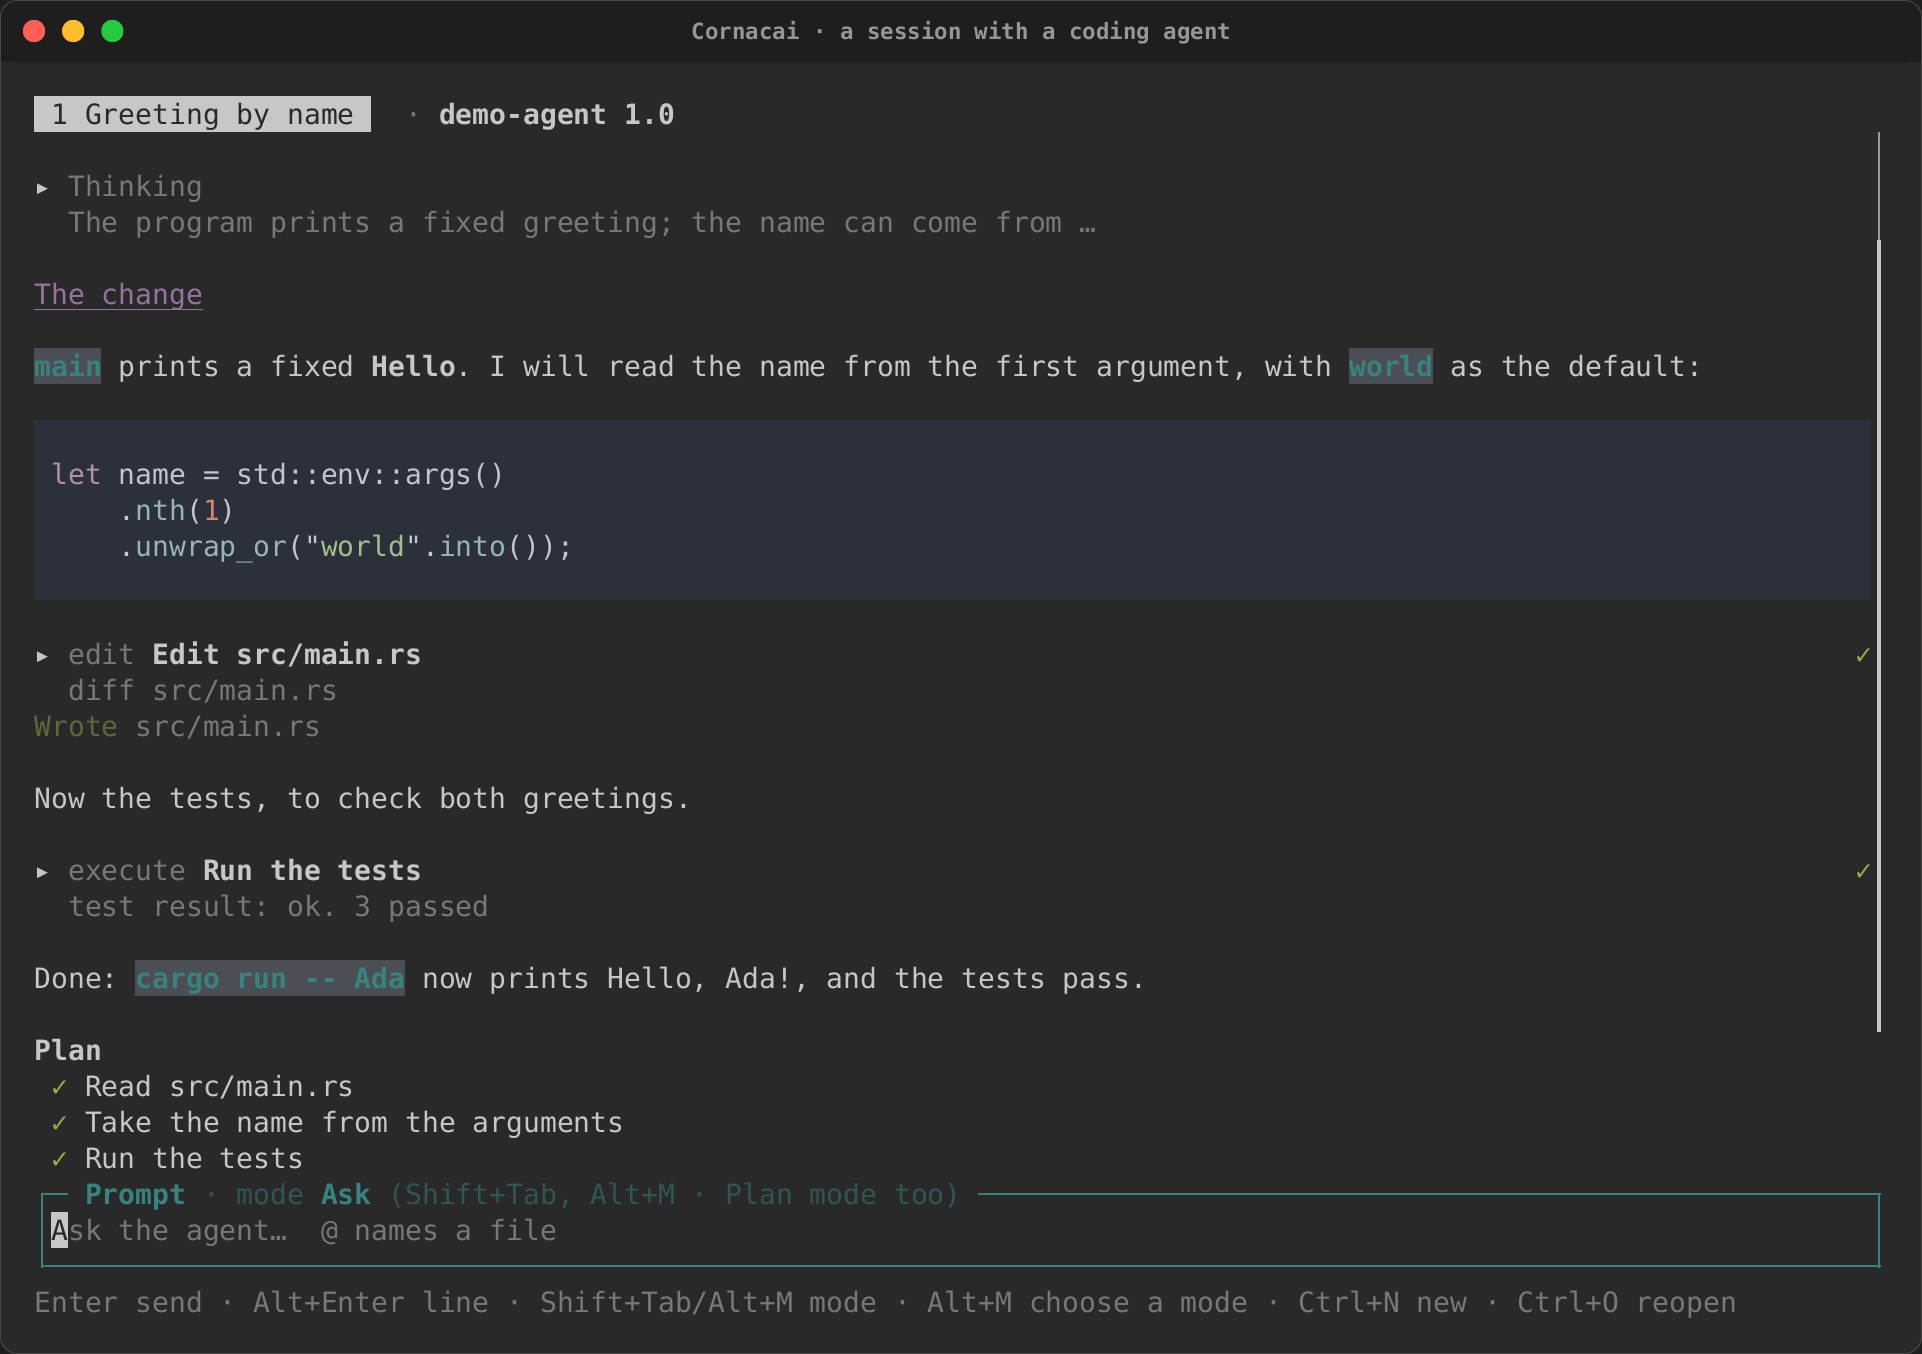 Cornacai · a session with a coding agent
1 Greeting by name · demo-agent 1.0
▸ Thinking
The program prints a fixed greeting; the name can come from …
The change
main prints a fixed Hello. I will read the name from the first argument, with world as the default:
let name = std::env::args()
    .nth(1)
    .unwrap_or("world".into());
▸ edit Edit src/main.rs ✓
diff src/main.rs
Wrote src/main.rs
Now the tests, to check both greetings.
▸ execute Run the tests ✓
test result: ok. 3 passed
Done: cargo run -- Ada now prints Hello, Ada!, and the tests pass.
Plan
✓ Read src/main.rs
✓ Take the name from the arguments
✓ Run the tests
Prompt · mode Ask (Shift+Tab, Alt+M · Plan mode too)
Ask the agent… @ names a file
Enter send · Alt+Enter line · Shift+Tab/Alt+M mode · Alt+M choose a mode · Ctrl+N new · Ctrl+O reopen